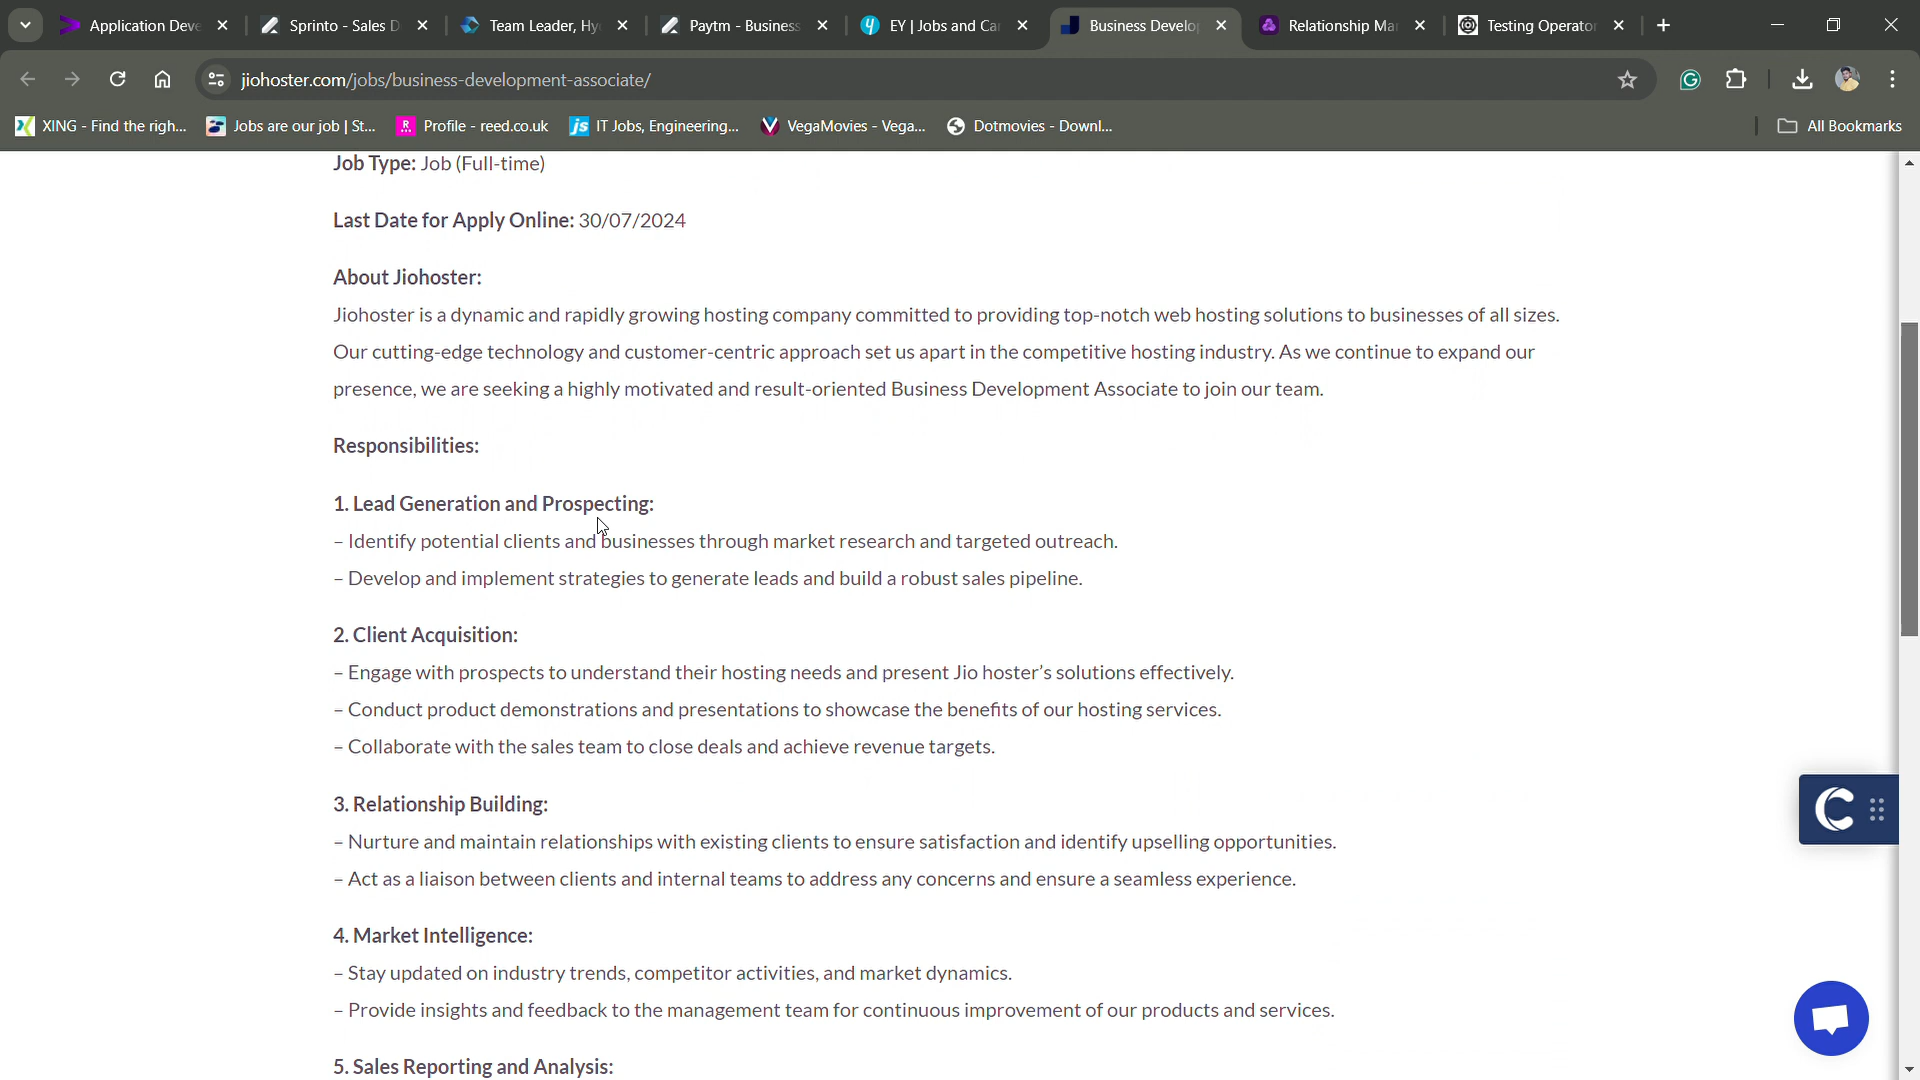 Application Deve
Sprinto - Sales D
Team Leader, Hy
Paytm - Business
EY | Jobs and Ca
Business Develo
Relationship Ma
Testing Operato
jiohoster.com/jobs/business-development-associate/
XING - Find the righ...
Jobs are our job | St...
Profile - reed.co.uk
IT Jobs, Engineering...
VegaMovies - Vega...
Dotmovies - Downl...
All Bookmarks
Job Type: Job (Full-time)
Last Date for Apply Online: 30/07/2024
About Jiohoster:
Jiohoster is a dynamic and rapidly growing hosting company committed to providing top-notch web hosting solutions to businesses of all sizes.
Our cutting-edge technology and customer-centric approach set us apart in the competitive hosting industry. As we continue to expand our
presence, we are seeking a highly motivated and result-oriented Business Development Associate to join our team.
Responsibilities:
1. Lead Generation and Prospecting:
– Identify potential clients and businesses through market research and targeted outreach.
– Develop and implement strategies to generate leads and build a robust sales pipeline.
2. Client Acquisition:
– Engage with prospects to understand their hosting needs and present Jio hoster’s solutions effectively.
– Conduct product demonstrations and presentations to showcase the benefits of our hosting services.
– Collaborate with the sales team to close deals and achieve revenue targets.
3. Relationship Building:
– Nurture and maintain relationships with existing clients to ensure satisfaction and identify upselling opportunities.
– Act as a liaison between clients and internal teams to address any concerns and ensure a seamless experience.
4. Market Intelligence:
– Stay updated on industry trends, competitor activities, and market dynamics.
– Provide insights and feedback to the management team for continuous improvement of our products and services.
5. Sales Reporting and Analysis: